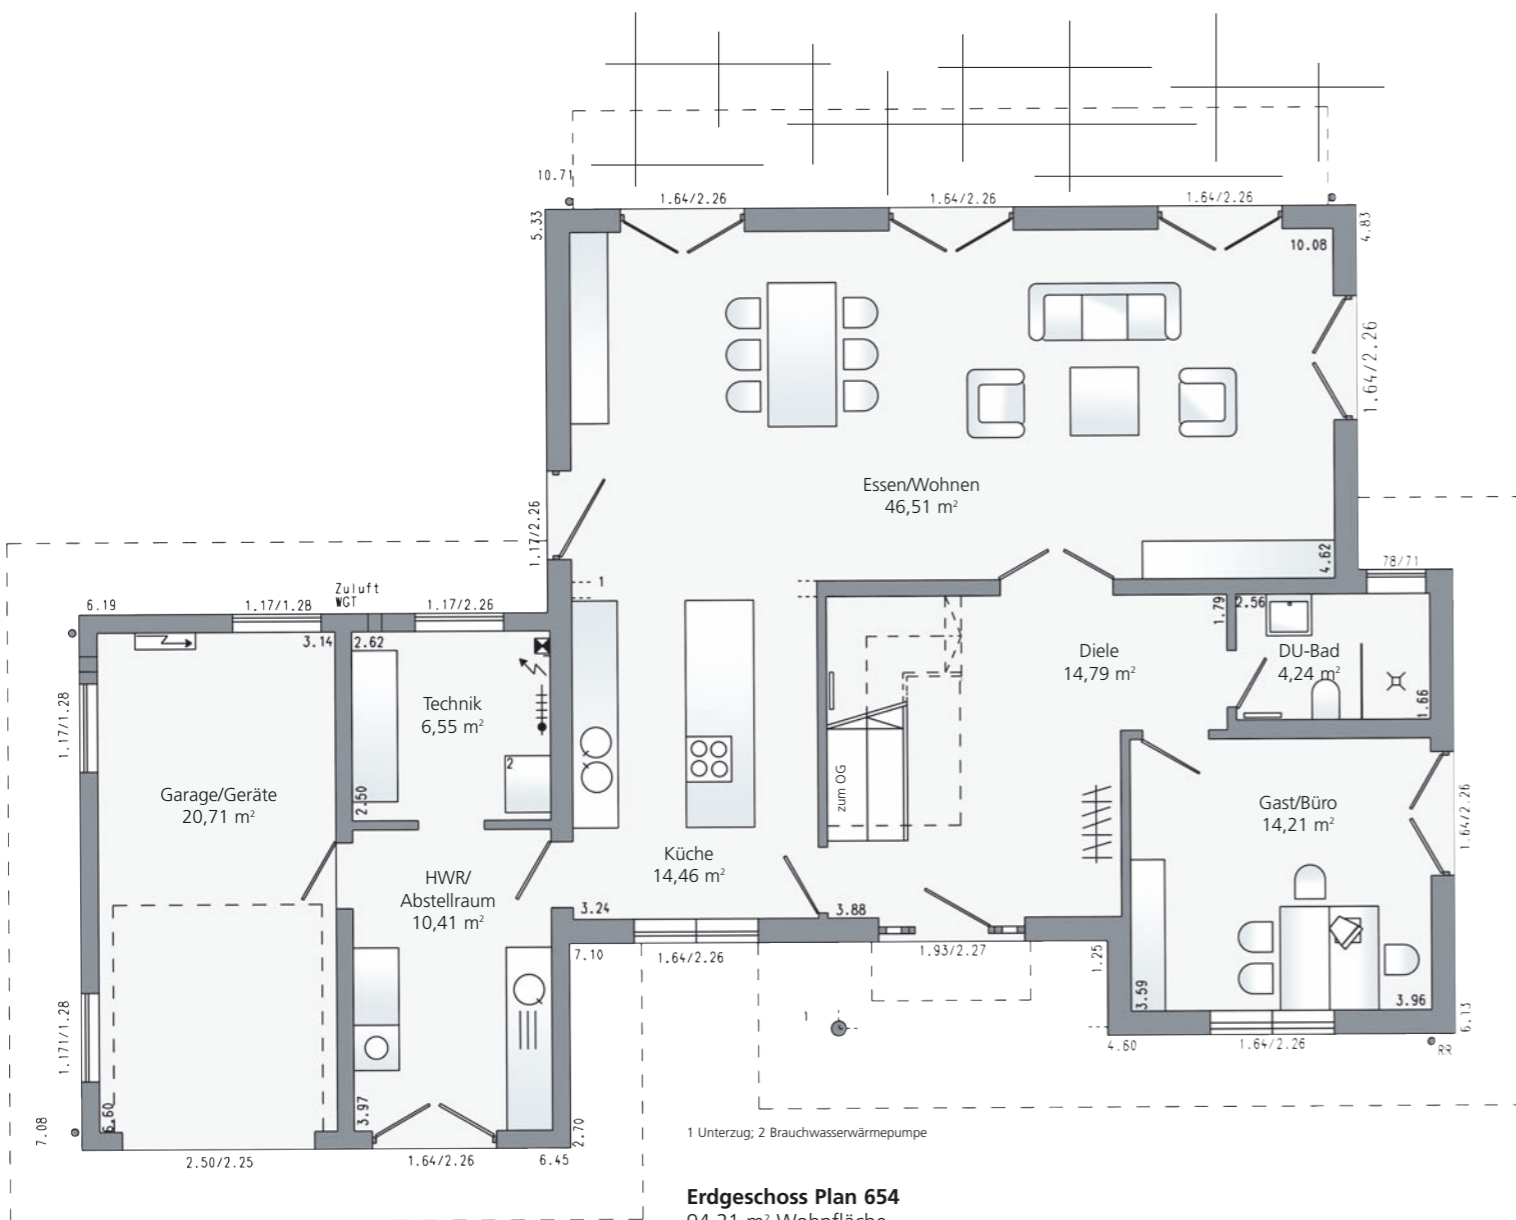 10.71
1.64/2.26
1.64/2.26
1.64/2.26
5.33
4.83
10.08
1.64/2.26
Essen/Wohnen
46,51 m²
1.17/2.26
4.62
78/71
1
Zuluft
WGT
6.19
1.17/1.28
1.17/2.26
3.14
2.62
1.79
2.56
Diele
14,79 m²
DU-Bad
4,24 m²
1.66
Technik
6,55 m²
1.17/1.28
2
2.50
zum OG
Garage/Geräte
20,71 m²
Gast/Büro
14,21 m²
1.64/2.26
Küche
14,46 m²
HWR/
Abstellraum
10,41 m²
3.24
3.88
7.10
1.64/2.26
1.93/2.27
1.25
3.59
3.96
6.13
1.171/1.28
1
4.60
1.64/2.26
RR
7.08
6.60
3.97
2.70
2.50/2.25
1.64/2.26
6.45
1 Unterzug; 2 Brauchwasserwärmepumpe
Erdgeschoss Plan 654
94,21 m² Wohnfläche